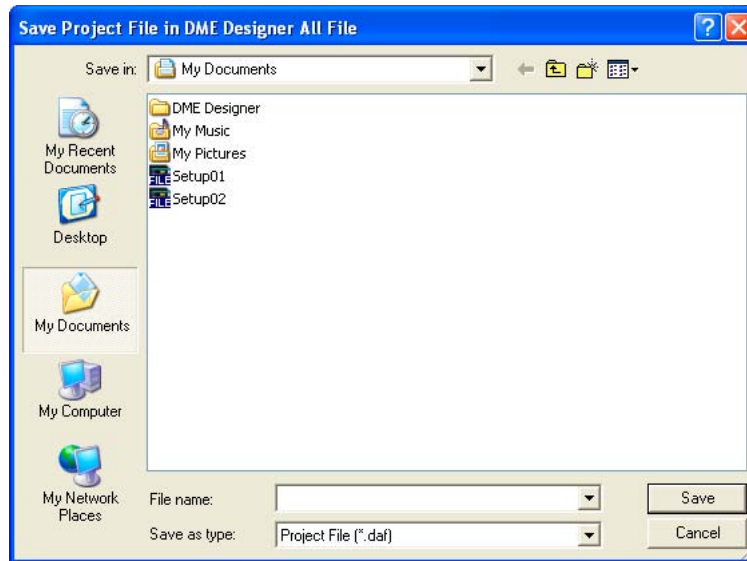 Save Project File in DME Designer All File
Save in:
My Documents
My Recent
Documents
Desktop
My Documents
My Computer
My Network
Places
DME Designer
My Music
My Pictures
FILE Setup01
FILE Setup02
File name:
Save
Save as type:
Project File (*.daf)
Cancel